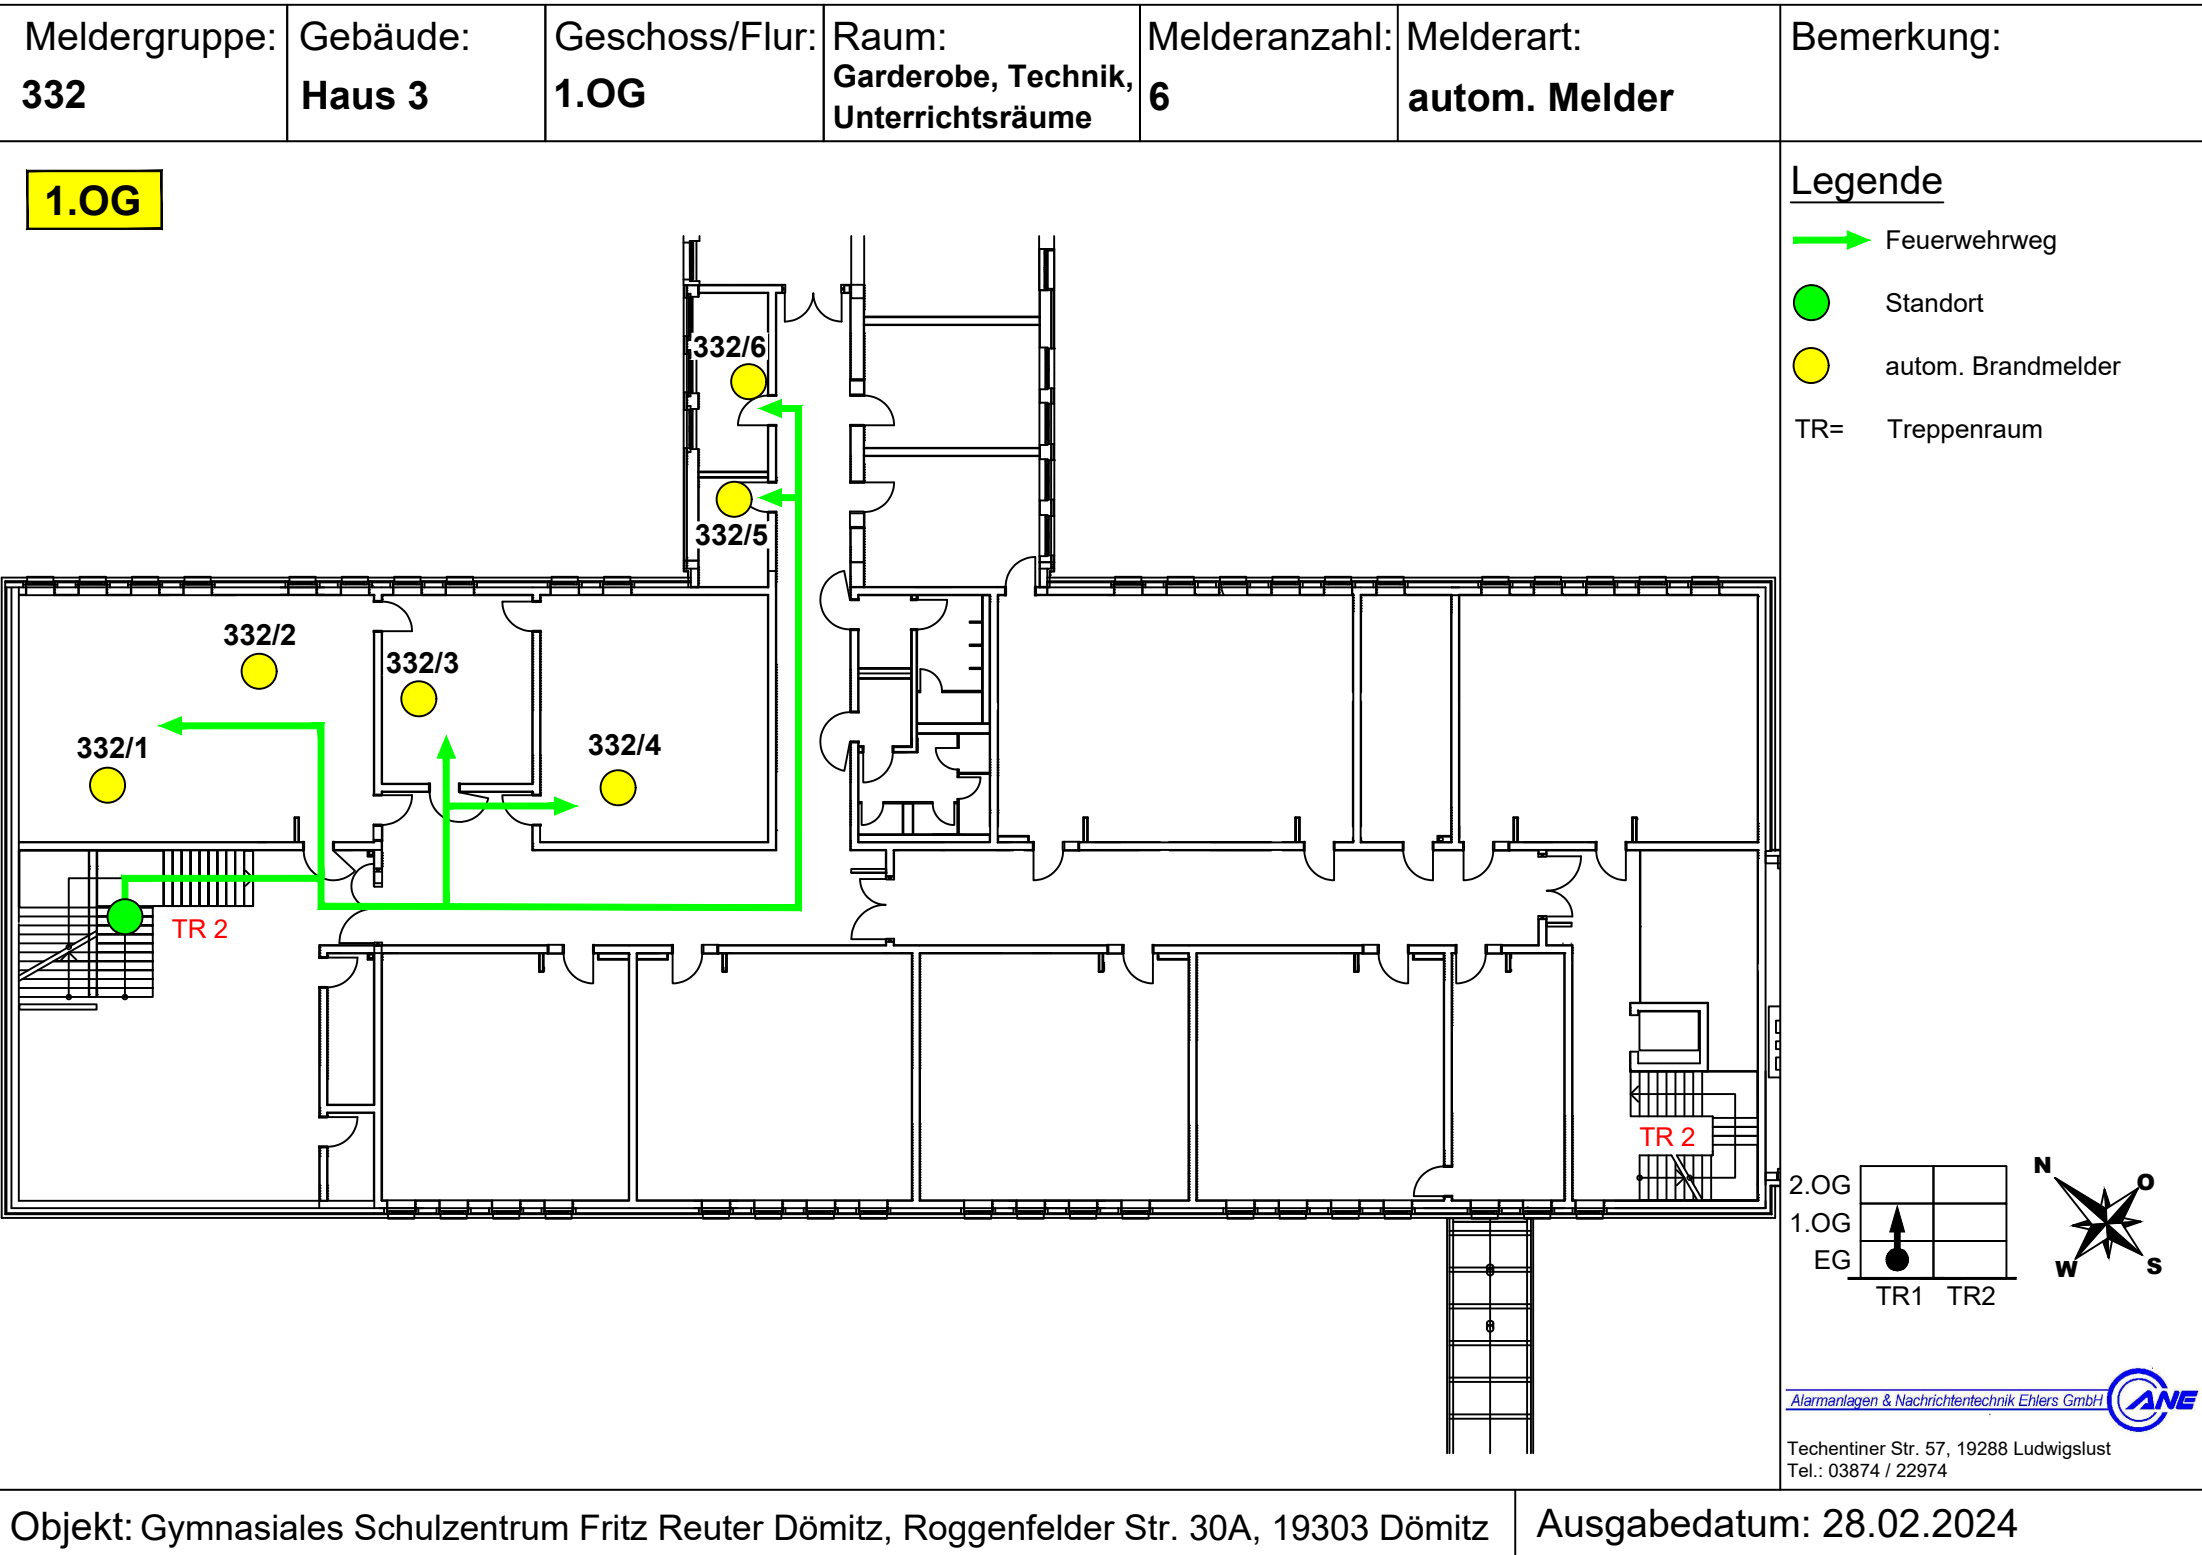 Meldergruppe:
332
Gebäude:
Haus 3
Geschoss/Flur:
1.OG
Raum:
Garderobe, Technik,
Unterrichtsräume
Melderanzahl:
6
Melderart:
autom. Melder
Bemerkung:
1.OG
332/6
332/5
332/2
332/3
332/1
332/4
TR 2
TR 2
Legende
Feuerwehrweg
Standort
autom. Brandmelder
TR= Treppenraum
2.OG
1.OG
EG
TR1 TR2
N
O
W
S
Alarmanlagen & Nachrichtentechnik Ehlers GmbH
ANE
Techentiner Str. 57, 19288 Ludwigslust
Tel.: 03874 / 22974
Objekt: Gymnasiales Schulzentrum Fritz Reuter Dömitz, Roggenfelder Str. 30A, 19303 Dömitz
Ausgabedatum: 28.02.2024